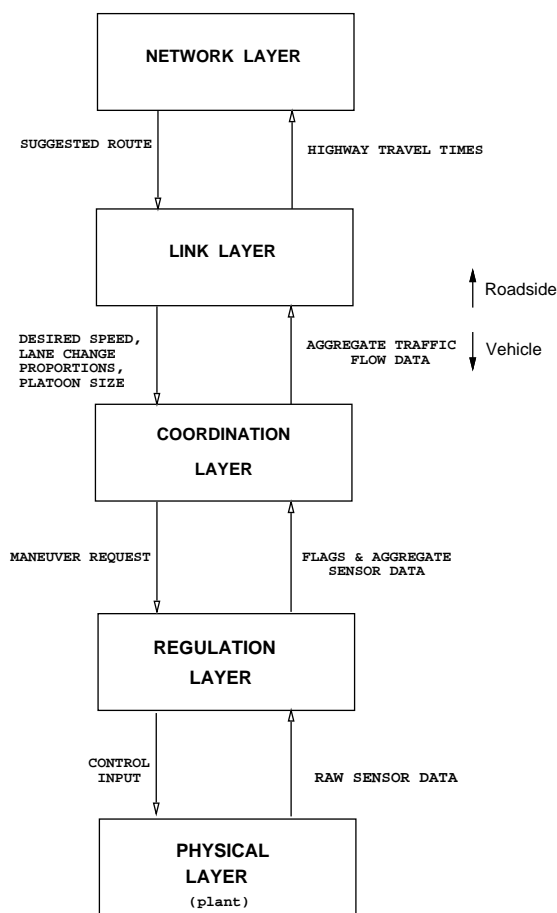 NETWORK LAYER
SUGGESTED ROUTE
HIGHWAY TRAVEL TIMES
LINK LAYER
Roadside
Vehicle
DESIRED SPEED,
LANE CHANGE
PROPORTIONS,
PLATOON SIZE
AGGREGATE TRAFFIC
FLOW DATA
COORDINATION
LAYER
MANEUVER REQUEST
FLAGS & AGGREGATE
SENSOR DATA
REGULATION
LAYER
CONTROL
INPUT
RAW SENSOR DATA
PHYSICAL
LAYER
(plant)